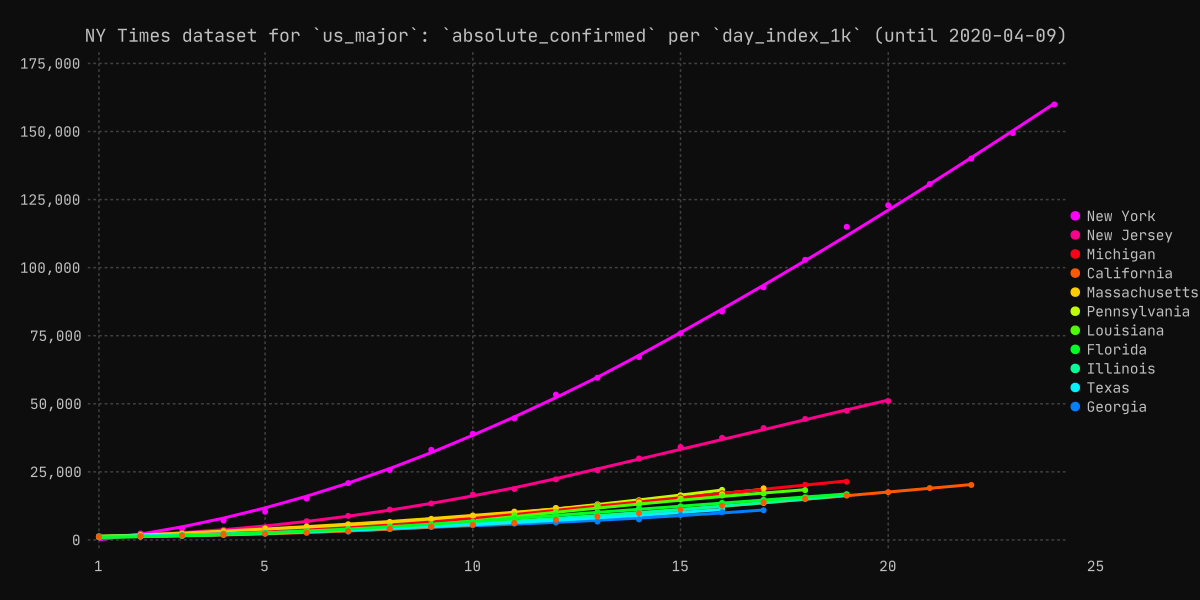 NY Times dataset for `us_major`: `absolute_confirmed` per `day_index_1k` (until 2020-04-09)
175,000
150,000
125,000
100,000
75,000
50,000
25,000
0
1 5 10 15 20 25
New York
New Jersey
Michigan
California
Massachusetts
Pennsylvania
Louisiana
Florida
Illinois
Texas
Georgia